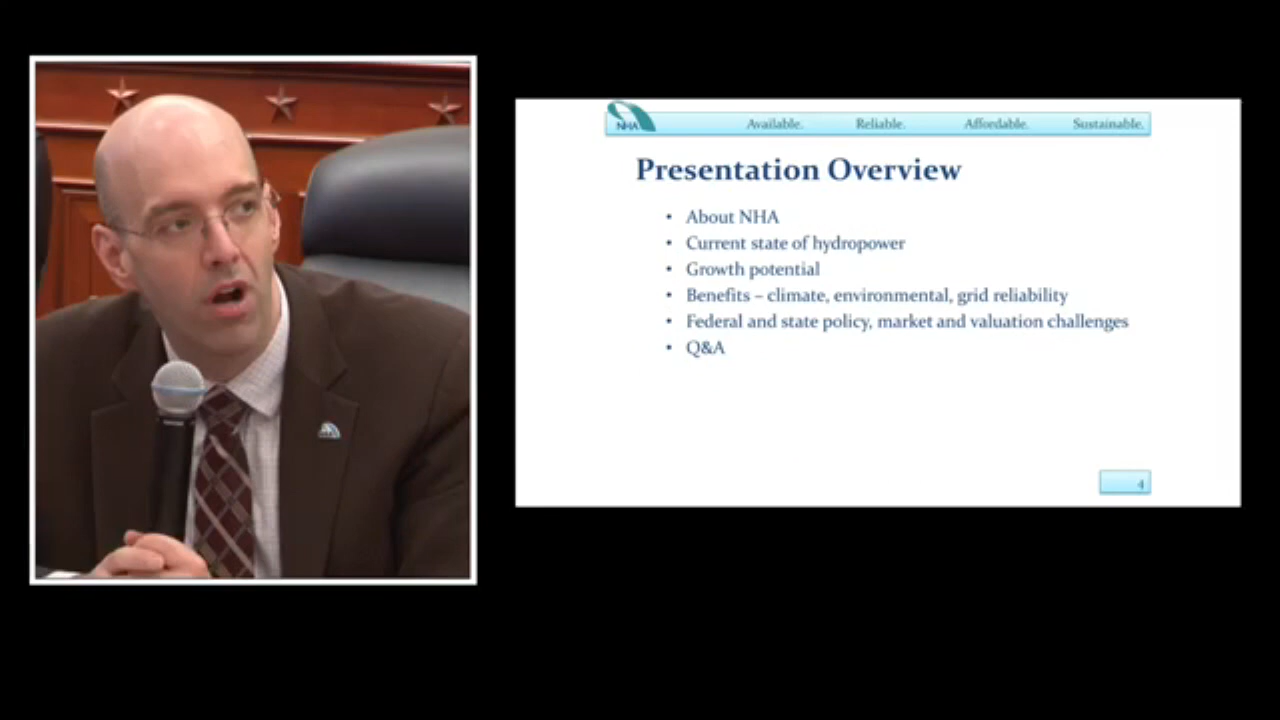 NHA
Available. Reliable. Affordable. Sustainable.
Presentation Overview
• About NHA
• Current state of hydropower
• Growth potential
• Benefits – climate, environmental, grid reliability
• Federal and state policy, market and valuation challenges
• Q&A
4